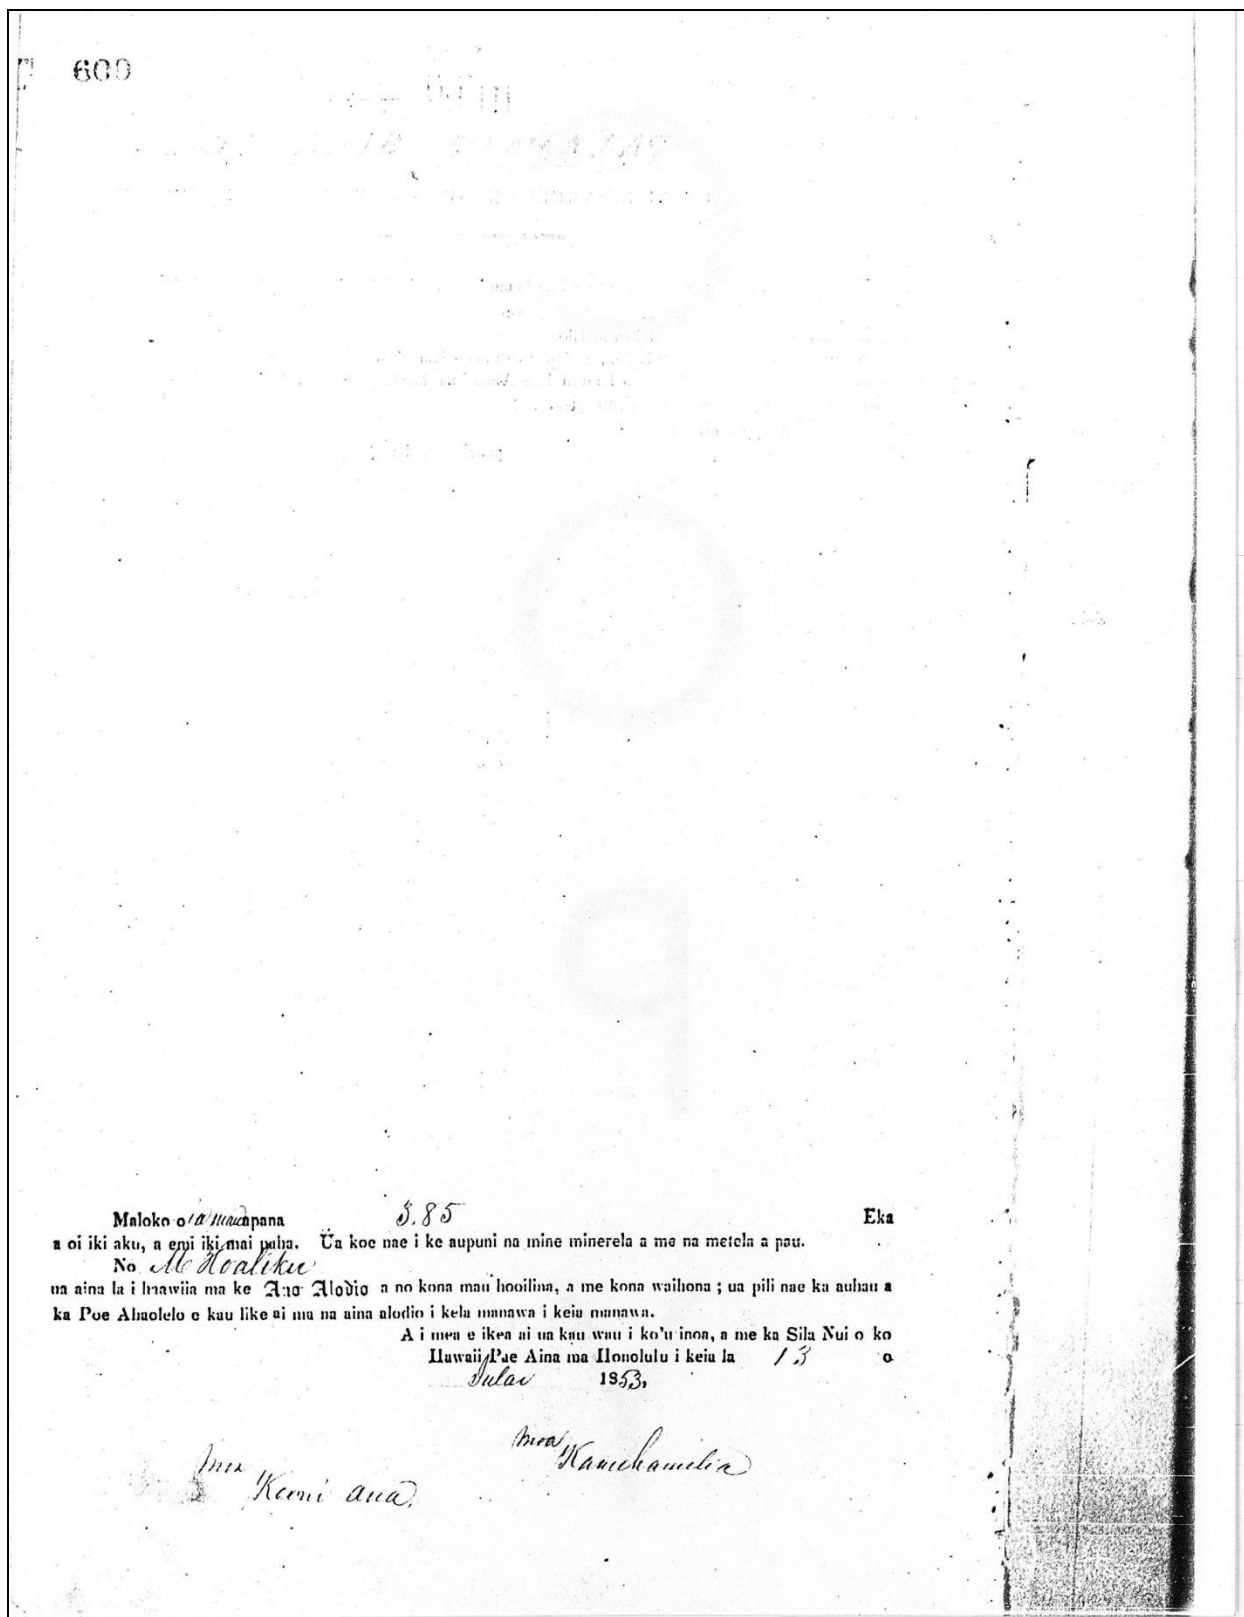 609
Maloko o ia mau apana 3.85 Eka
a oi iki aku, a emi iki mai paha. Ua koe nae i ke aupuni na mine minerela a me na metela a pau.
No M Hoaliku
ua aina la i haawiia ma ke Ano Alodio a no kona mau hooilina, a me kona waihona ; ua pili nae ka auhau a
ka Poe Ahaolelo e kau like ai ma na aina alodio i kela manawa i keia manawa.
A i mea e ikea ai ua kau wau i ko'u inoa, a me ka Sila Nui o ko
Hawaii Pae Aina ma Honolulu i keia la 13 o
Iulai 1853,
Kamehameha
Keoni Ana.